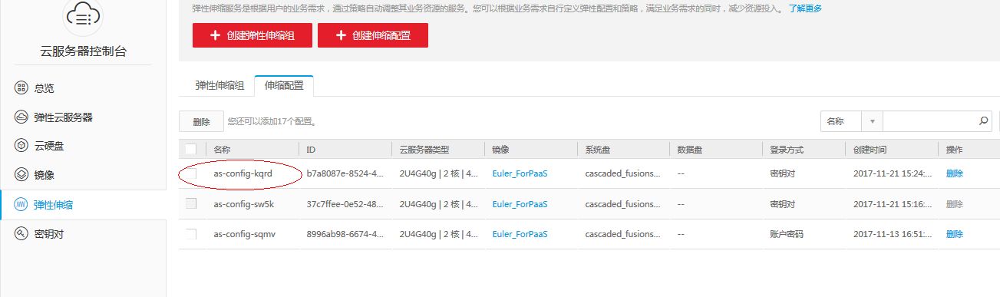 弹性伸缩服务是根据用户的业务需求，通过策略自动调整其业务资源的服务。您可以根据业务需求自行定义弹性配置和策略，满足业务需求的同时，减少资源投入。 了解更多
+ 创建弹性伸缩组 + 创建伸缩配置
云服务器控制台
总览
弹性云服务器
云硬盘
镜像
弹性伸缩
密钥对
弹性伸缩组 伸缩配置
删除 您还可以添加17个配置。 名称
名称 ID 云服务器类型 镜像 系统盘 数据盘 登录方式 创建时间 操作
as-config-kqrd b7a8087e-8524-4... 2U4G40g | 2 核 | 4... Euler_ForPaaS cascaded_fusions... -- 密钥对 2017-11-21 15:24:... 删除
as-config-sw5k 37c7ffee-0e52-48... 2U4G40g | 2 核 | 4... Euler_ForPaaS cascaded_fusions... -- 密钥对 2017-11-21 15:16:... 删除
as-config-sqmv 8996ab98-6674-4... 2U4G40g | 2 核 | 4... Euler_ForPaaS cascaded_fusions... -- 账户密码 2017-11-13 16:51:... 删除